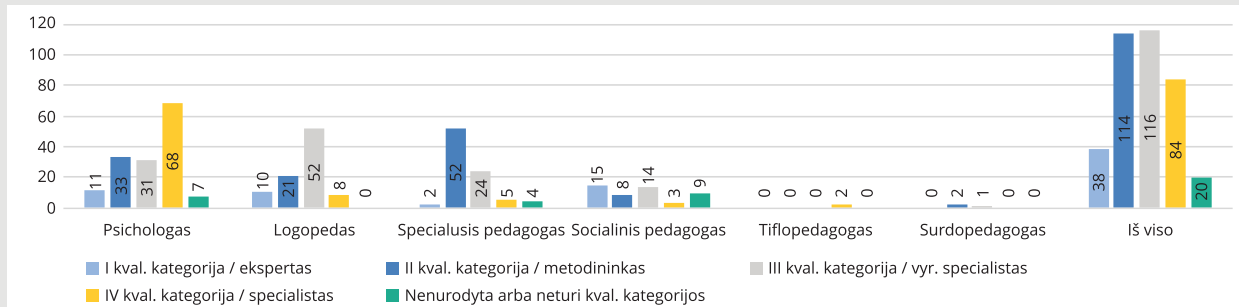 120
100
80
60
40
20
0
11 33 31 68 7
10 21 52 8 0
2 52 24 5 4
15 8 14 3 9
0 0 0 2 0
0 2 1 0 0
38 114 116 84 20
Psichologas Logopedas Specialusis pedagogas Socialinis pedagogas Tiflopedagogas Surdopedagogas Iš viso
I kval. kategorija / ekspertas II kval. kategorija / metodininkas III kval. kategorija / vyr. specialistas
IV kval. kategorija / specialistas Nenurodyta arba neturi kval. kategorijos